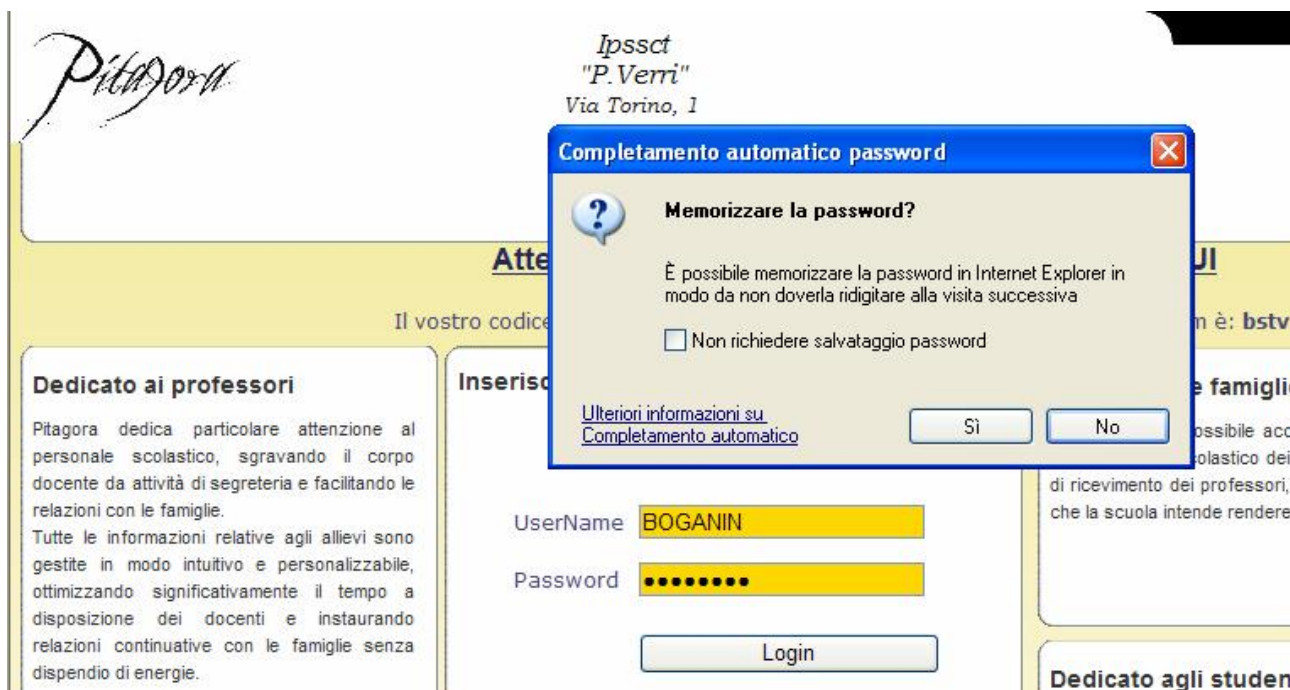 Pitagora
Ipssct
"P.Verri"
Via Torino, 1
Completamento automatico password
Memorizzare la password?
È possibile memorizzare la password in Internet Explorer in
modo da non doverla ridigitare alla visita successiva
Non richiedere salvataggio password
Ulteriori informazioni su
Completamento automatico
Sì
No
Atte
UI
Il vostro codice
è: bstv
Dedicato ai professori
Pitagora dedica particolare attenzione al
personale scolastico, sgravando il corpo
docente da attività di segreteria e facilitando le
relazioni con le famiglie.
Tutte le informazioni relative agli allievi sono
gestite in modo intuitivo e personalizzabile,
ottimizzando significativamente il tempo a
disposizione dei docenti e instaurando
relazioni continuative con le famiglie senza
dispendio di energie.
Inserisc
UserName BOGANIN
Password ••••••••
Login
e famigli
ossibile acc
olastico dei
di ricevimento dei professori,
che la scuola intende rendere
Dedicato agli studen